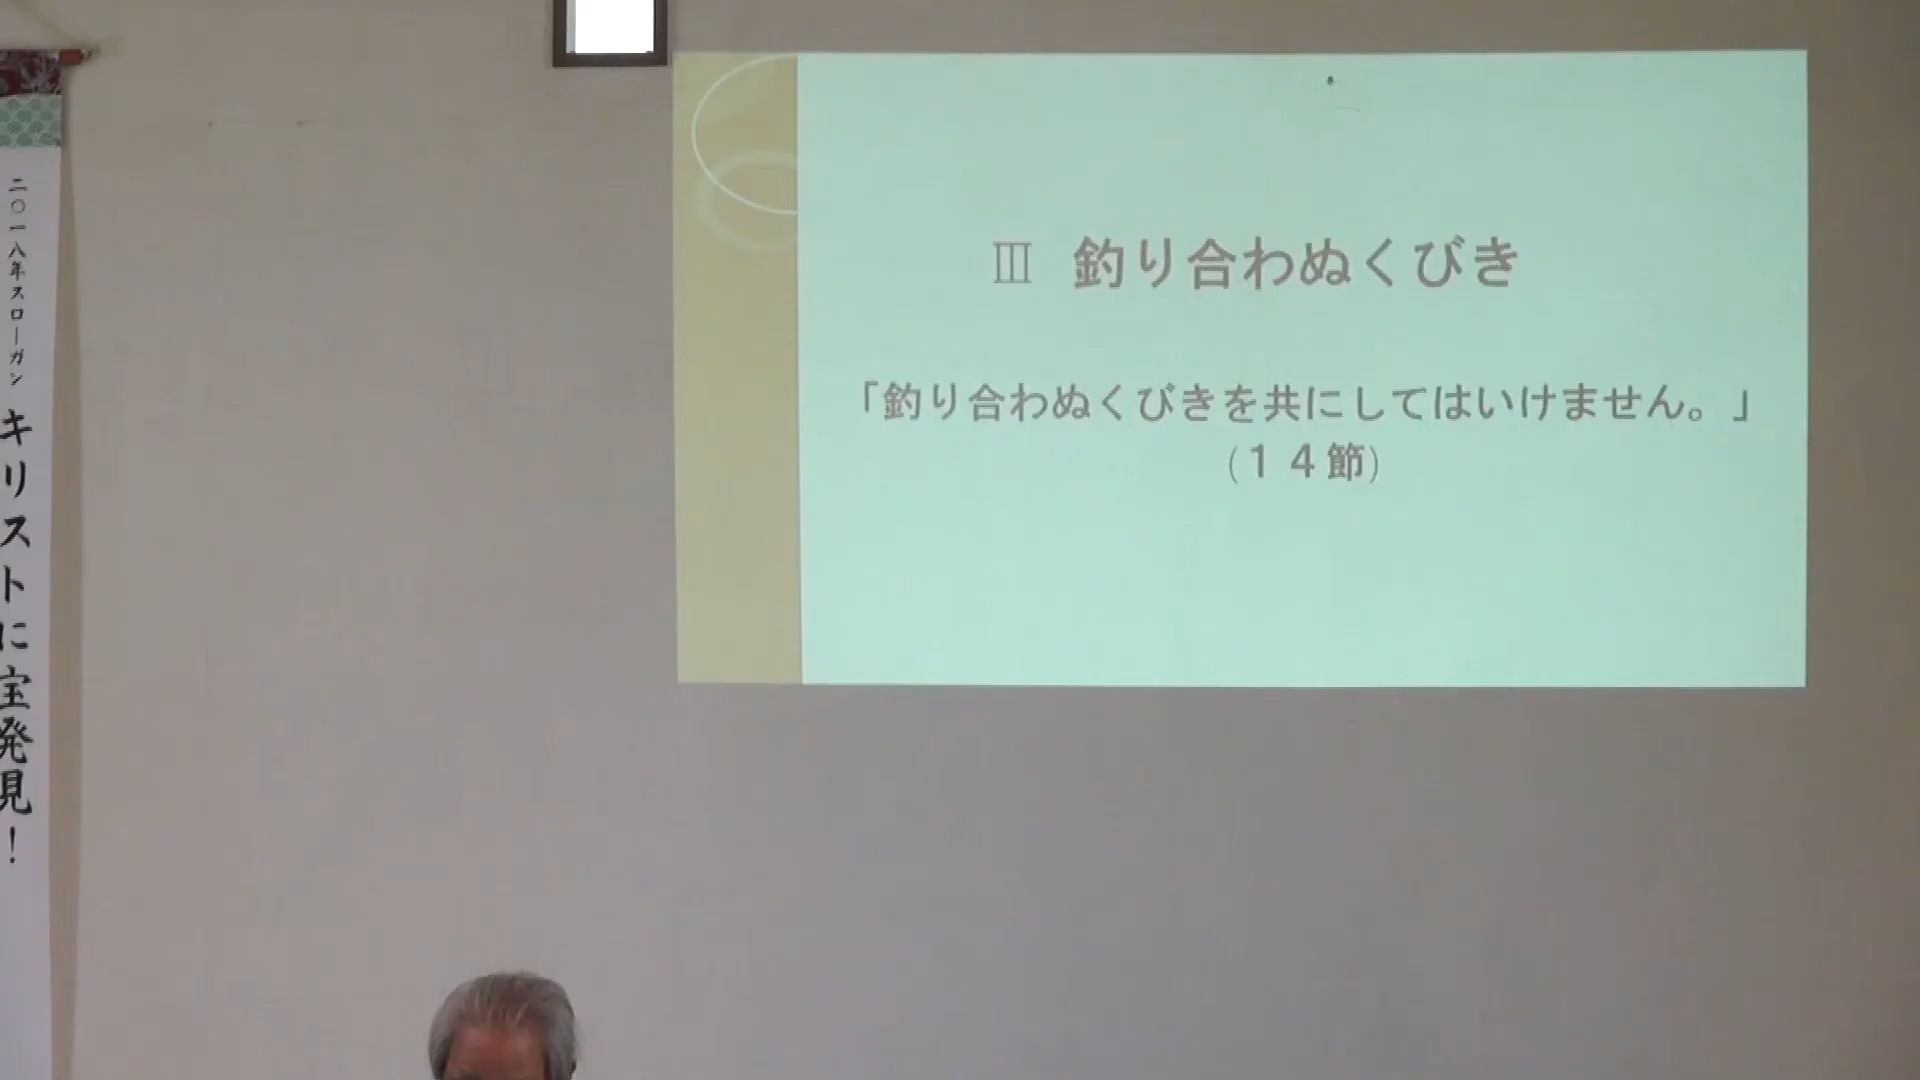 二〇一八年スローガン キリストに宝発見！
Ⅲ 釣り合わぬくびき
「釣り合わぬくびきを共にしてはいけません。」
(１４節)